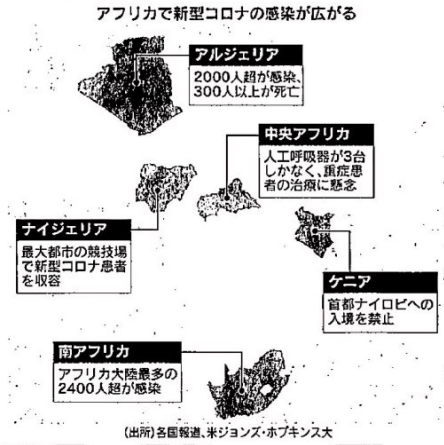 アフリカで新型コロナの感染が広がる
アルジェリア
2000人超が感染、
300人以上が死亡
中央アフリカ
人工呼吸器が3台
しかなく、重症患
者の治療に懸念
ナイジェリア
最大都市の競技場
で新型コロナ患者
を収容
ケニア
首都ナイロビへの
入境を禁止
南アフリカ
アフリカ大陸最多の
2400人超が感染
(出所)各国報道、米ジョンズ・ホプキンス大